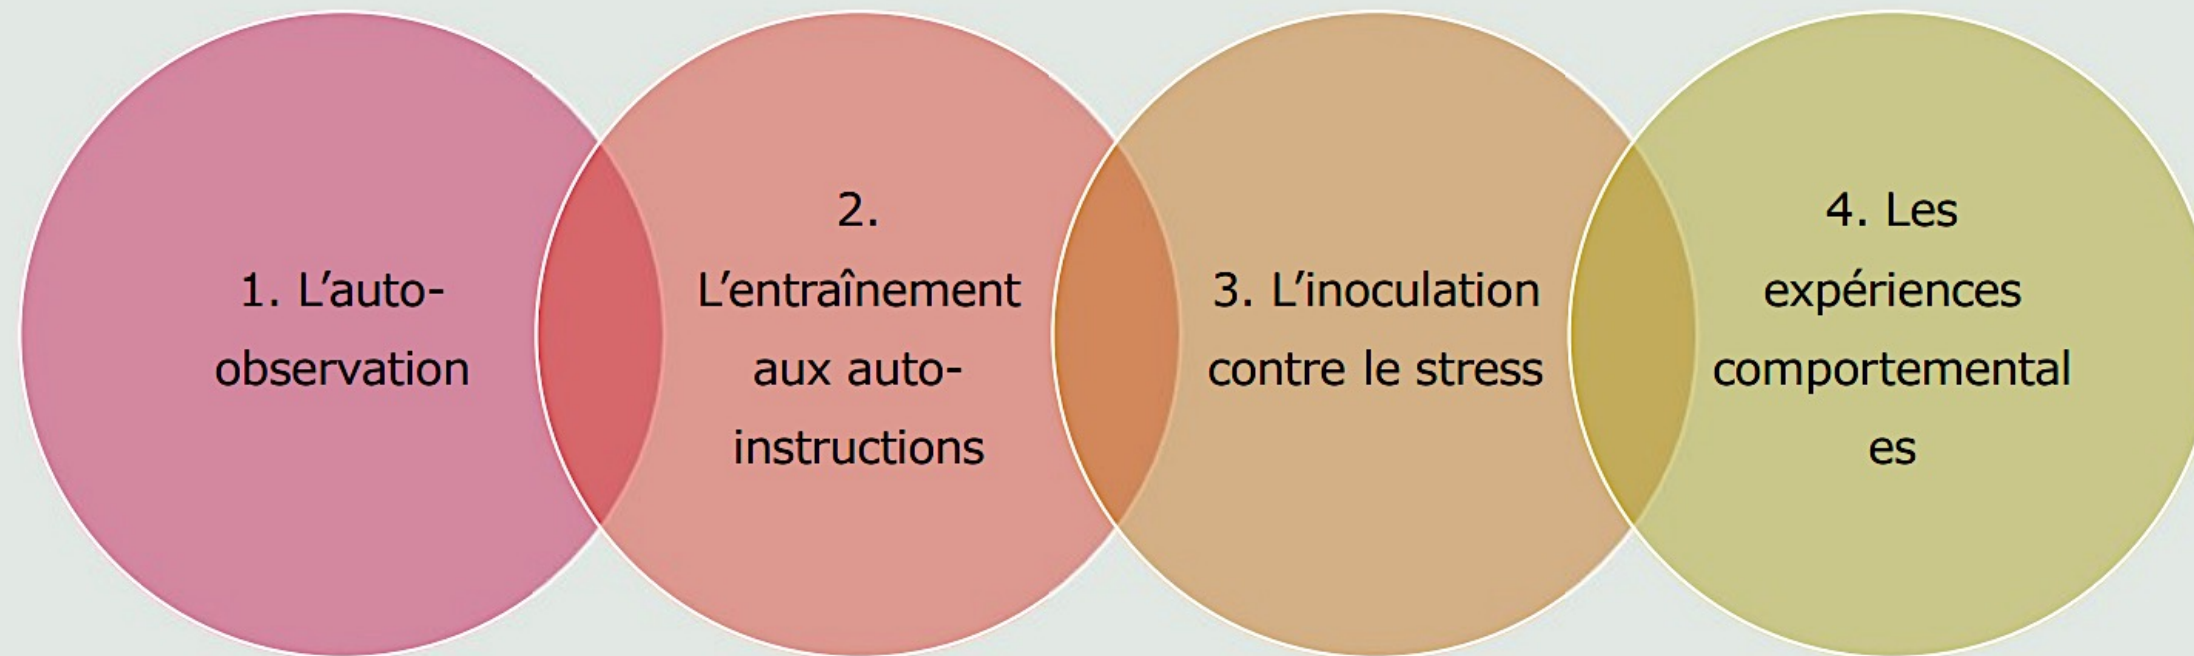 1. L’auto-
observation
2.
L’entraînement
aux auto-
instructions
3. L’inoculation
contre le stress
4. Les
expériences
comportemental
es